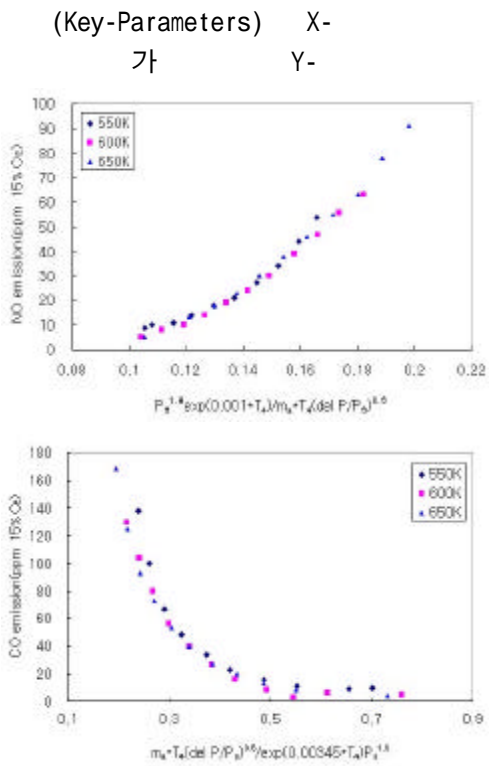 (Key-Parameters) X-
가 Y-
100
90
80
70
60
50
40
30
20
10
0
550K
600K
650K
NO emission(ppm 15% O₂)
0.08 0.1 0.12 0.14 0.16 0.18 0.2 0.22
180
160
140
120
100
80
60
40
20
0
550K
600K
650K
CO emission(ppm 15% O₂)
0.1 0.3 0.5 0.7 0.9